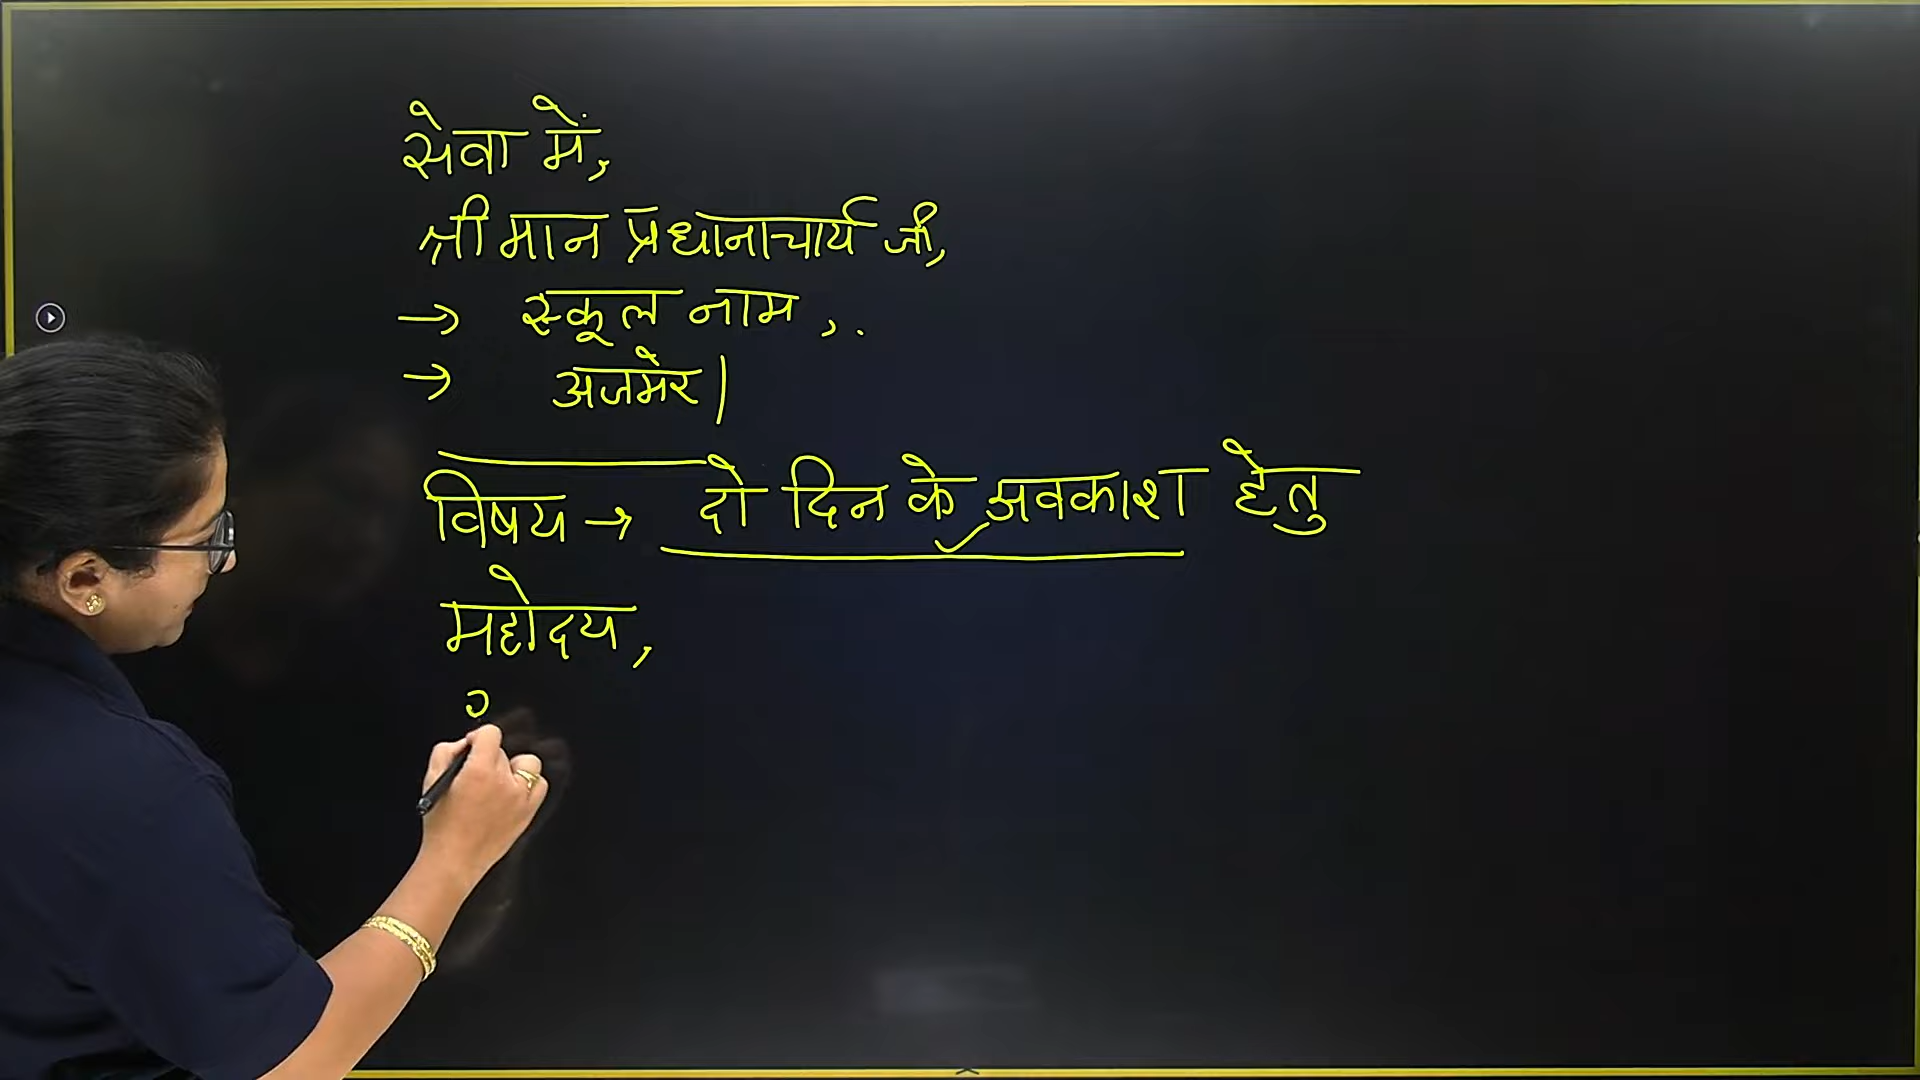 सेवा में,
श्री मान प्रधानाचार्य जी,
→ स्कूल नाम ,.
→ अजमेर|
विषय → दो दिन के अवकाश हेतु
महोदय,